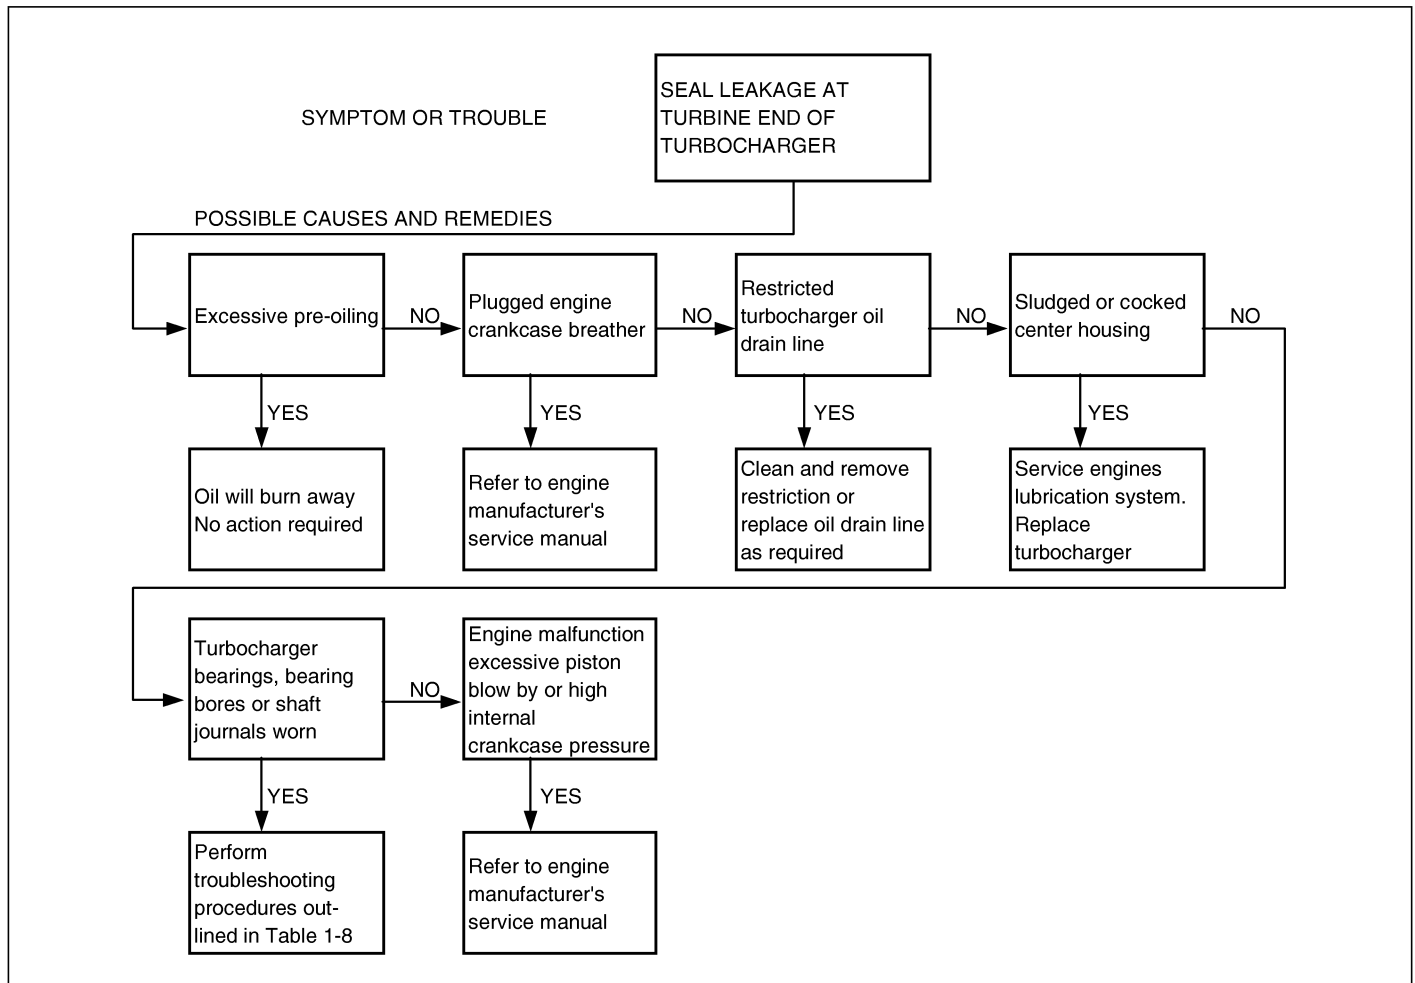 SYMPTOM OR TROUBLE
SEAL LEAKAGE AT
TURBINE END OF
TURBOCHARGER
POSSIBLE CAUSES AND REMEDIES
Excessive pre-oiling
NO
Plugged engine
crankcase breather
NO
Restricted
turbocharger oil
drain line
NO
Sludged or cocked
center housing
NO
YES
YES
YES
YES
Oil will burn away
No action required
Refer to engine
manufacturer's
service manual
Clean and remove
restriction or
replace oil drain line
as required
Service engines
lubrication system.
Replace
turbocharger
Turbocharger
bearings, bearing
bores or shaft
journals worn
NO
Engine malfunction
excessive piston
blow by or high
internal
crankcase pressure
YES
YES
Perform
troubleshooting
procedures out-
lined in Table 1-8
Refer to engine
manufacturer's
service manual